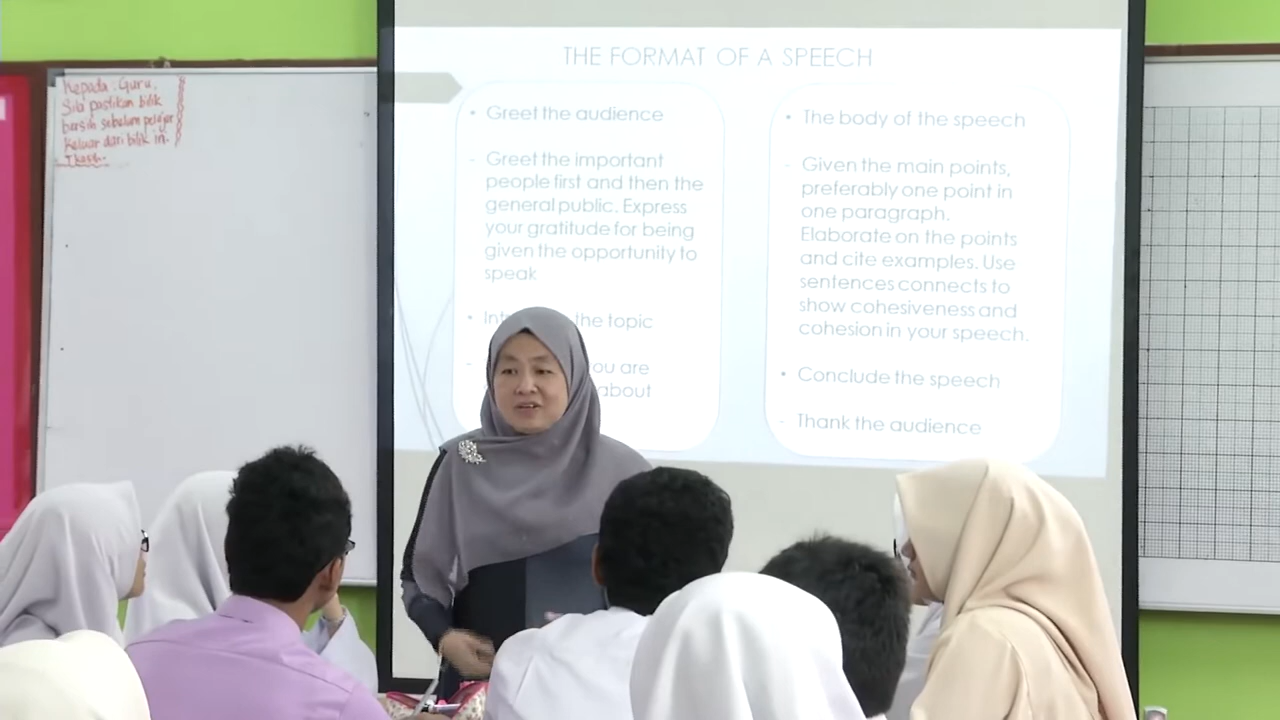 Kepada : Guru,
Sila pastikan bilik
bersih sebelum pelajar
keluar dari bilik ini.
T.kasih.
THE FORMAT OF A SPEECH
• Greet the audience
- Greet the important
people first and then the
general public. Express
your gratitude for being
given the opportunity to
speak
• the topic
- you are
about
• The body of the speech
- Given the main points,
preferably one point in
one paragraph.
Elaborate on the points
and cite examples. Use
sentences connects to
show cohesiveness and
cohesion in your speech.
• Conclude the speech
- Thank the audience